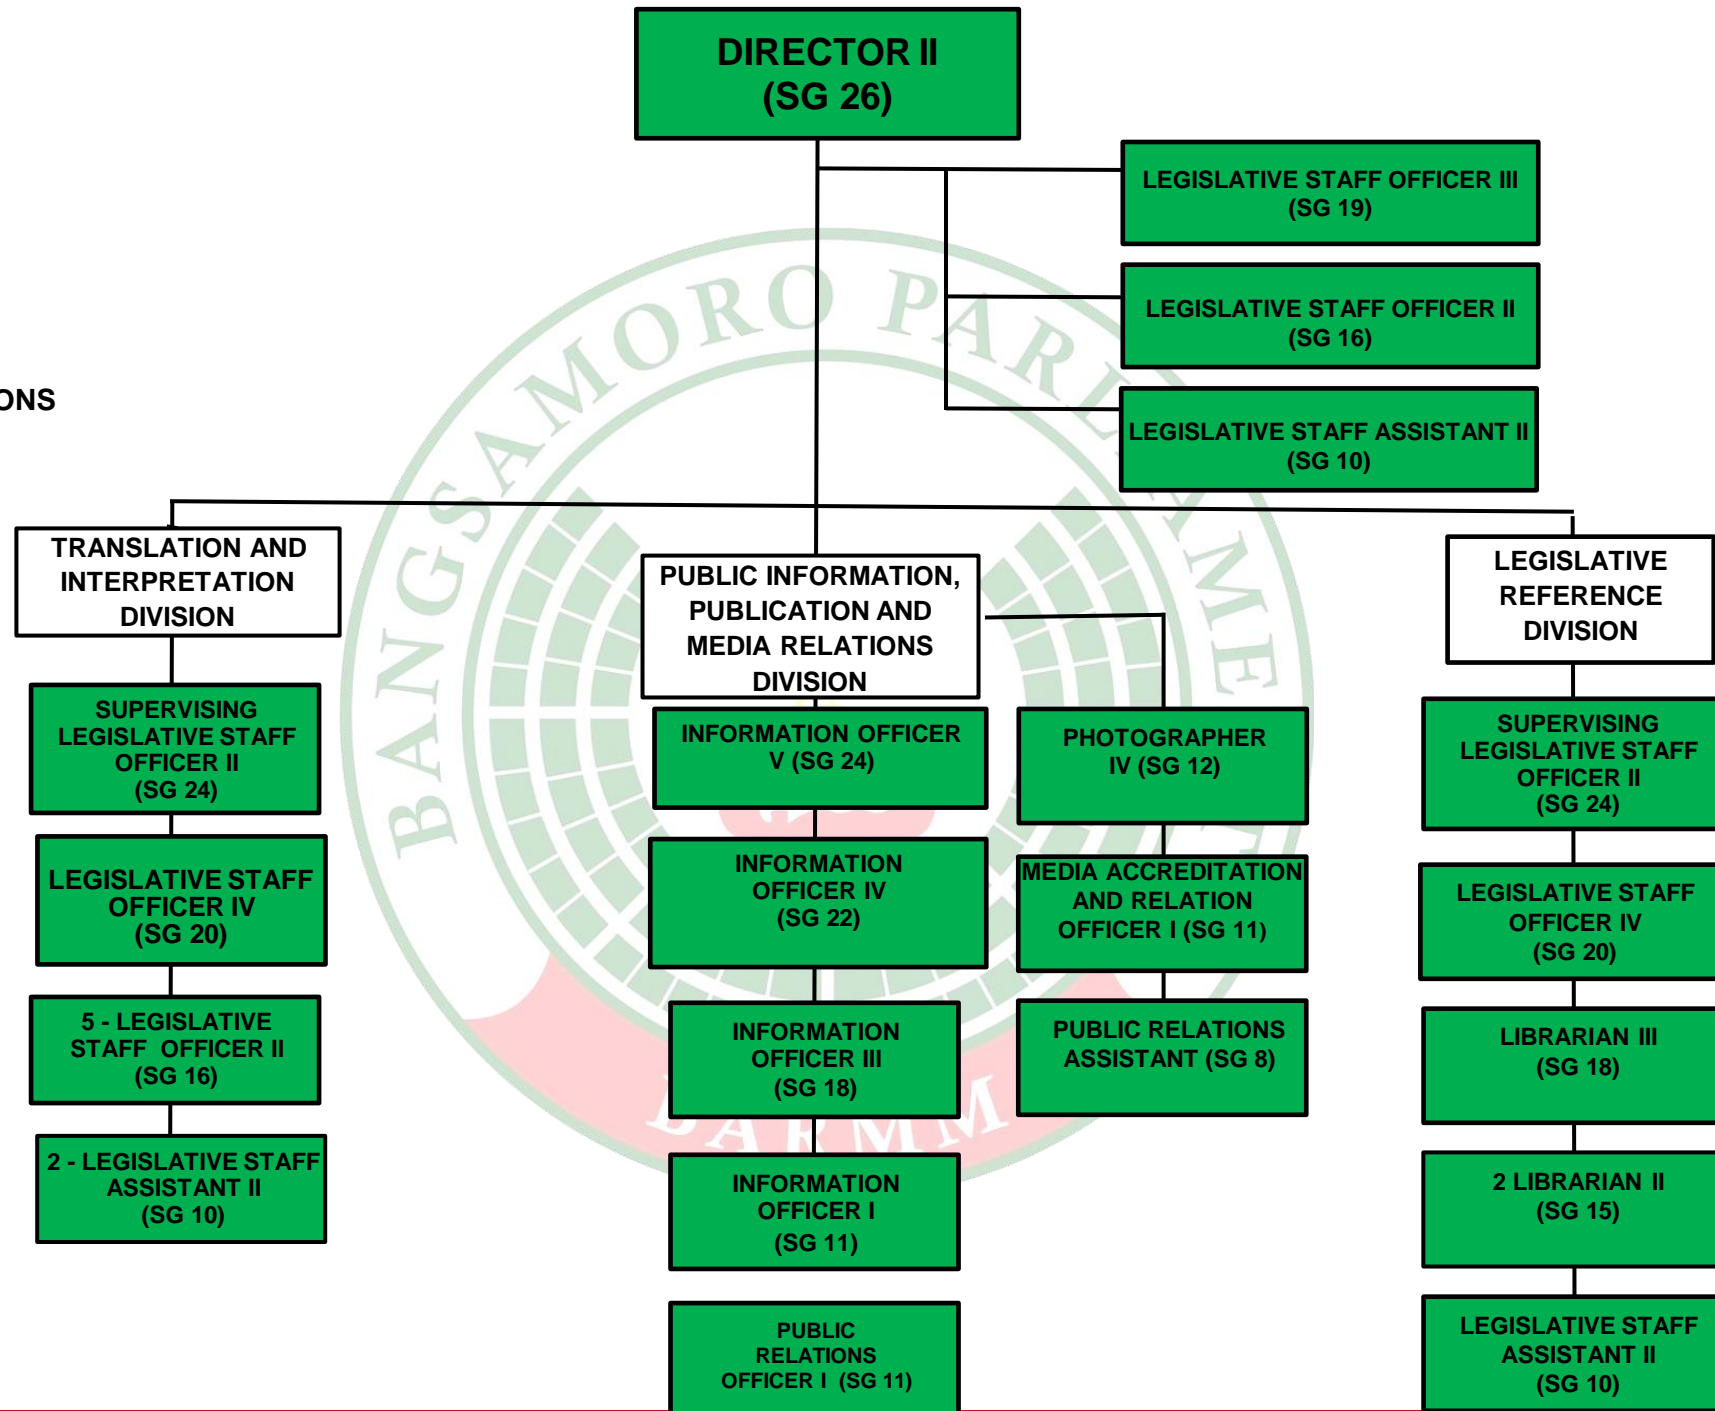 DIRECTOR II
(SG 26)
LEGISLATIVE STAFF OFFICER III
(SG 19)
LEGISLATIVE STAFF OFFICER II
(SG 16)
LEGISLATIVE STAFF ASSISTANT II
(SG 10)
ONS
TRANSLATION AND
INTERPRETATION
DIVISION
SUPERVISING
LEGISLATIVE STAFF
OFFICER II
(SG 24)
LEGISLATIVE STAFF
OFFICER IV
(SG 20)
5 - LEGISLATIVE
STAFF OFFICER II
(SG 16)
2 - LEGISLATIVE STAFF
ASSISTANT II
(SG 10)
PUBLIC INFORMATION,
PUBLICATION AND
MEDIA RELATIONS
DIVISION
INFORMATION OFFICER
V (SG 24)
INFORMATION
OFFICER IV
(SG 22)
INFORMATION
OFFICER III
(SG 18)
INFORMATION
OFFICER I
(SG 11)
PUBLIC
RELATIONS
OFFICER I (SG 11)
PHOTOGRAPHER
IV (SG 12)
MEDIA ACCREDITATION
AND RELATION
OFFICER I (SG 11)
PUBLIC RELATIONS
ASSISTANT (SG 8)
LEGISLATIVE
REFERENCE
DIVISION
SUPERVISING
LEGISLATIVE STAFF
OFFICER II
(SG 24)
LEGISLATIVE STAFF
OFFICER IV
(SG 20)
LIBRARIAN III
(SG 18)
2 LIBRARIAN II
(SG 15)
LEGISLATIVE STAFF
ASSISTANT II
(SG 10)
BANGSAMORO
BARMM